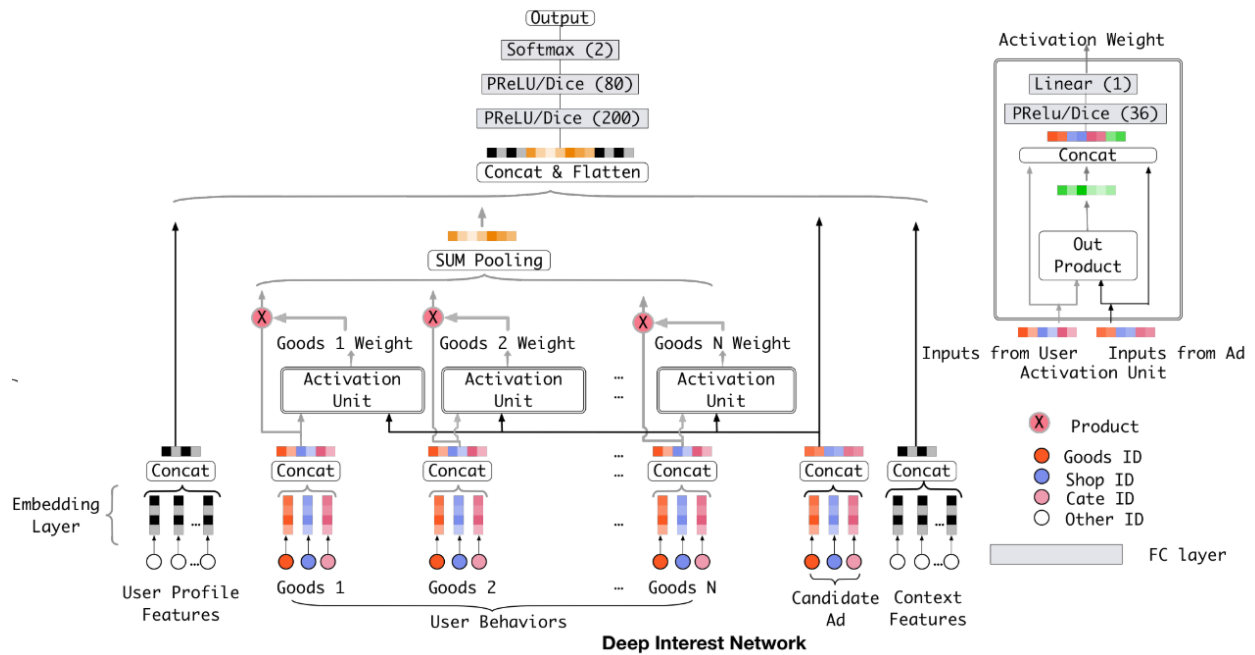 Output
Softmax (2)
PReLU/Dice (80)
PReLU/Dice (200)
Concat & Flatten
SUM Pooling
X
X
X
Goods 1 Weight
Goods 2 Weight
Goods N Weight
Activation
Unit
Activation
Unit
...
...
Activation
Unit
Concat
Concat
Concat
...
...
Concat
Concat
Concat
Embedding
Layer
...
...
...
...
...
User Profile
Features
Goods 1
Goods 2
...
Goods N
User Behaviors
Candidate
Ad
Context
Features
Deep Interest Network
Activation Weight
Linear (1)
PRelu/Dice (36)
Concat
Out
Product
Inputs from User
Inputs from Ad
Activation Unit
X
Product
Goods ID
Shop ID
Cate ID
Other ID
FC layer